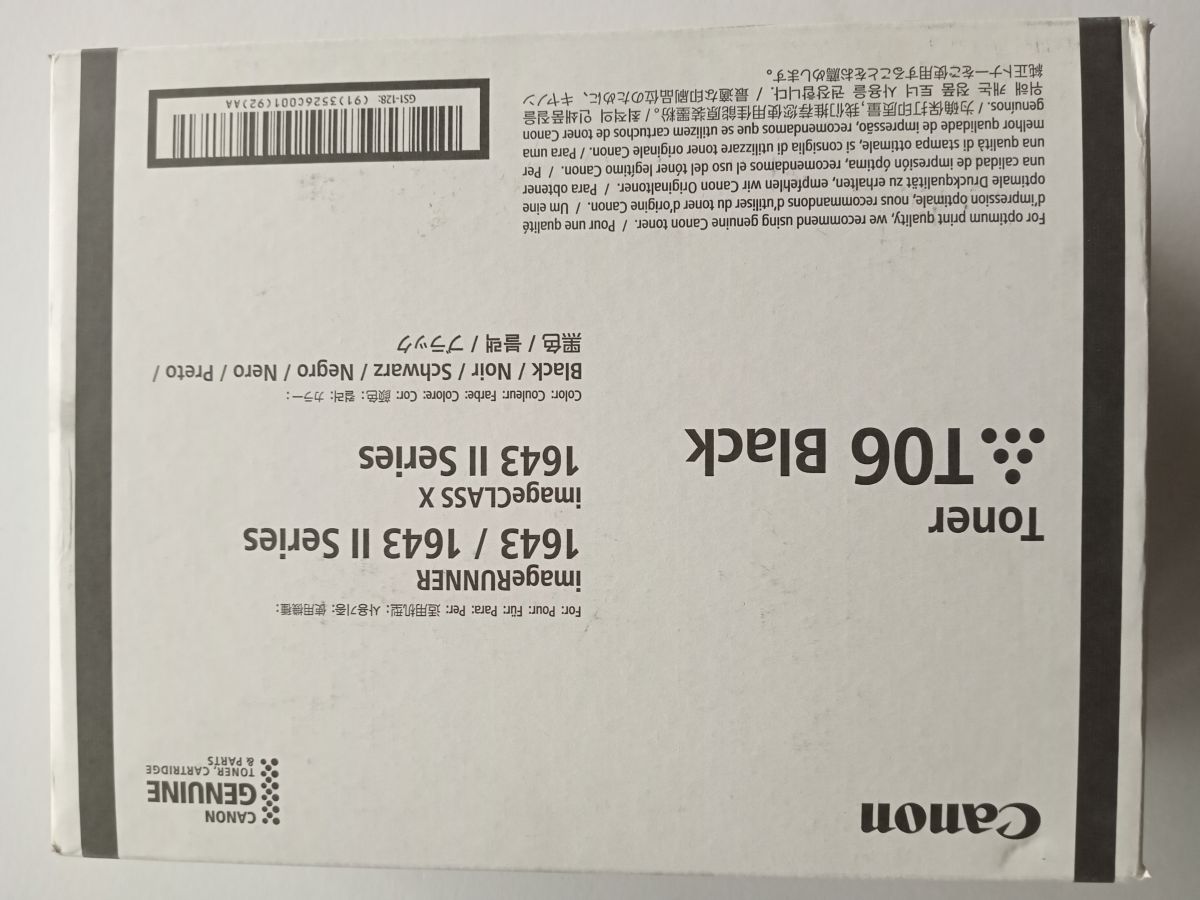 Canon
CANON
GENUINE
TONER, CARTRIDGE
& PARTS
Toner
T06 Black
For: Pour: Für: Para: Per: 适用机型: 사용기종: 使用機種:
imageRUNNER
1643 / 1643 II Series
imageCLASS X
1643 II Series
Color: Couleur: Farbe: Colore: Cor: 颜色: 컬러: カラー:
Black / Noir / Schwarz / Negro / Nero / Preto /
黑色 / 블랙 / ブラック
For optimum print quality, we recommend using genuine Canon toner. / Pour une qualité
d'impression optimale, nous recommandons d'utiliser du toner d'origine Canon. / Um eine
optimale Druckqualität zu erhalten, empfehlen wir Canon Originaltoner. / Para obtener
una calidad de impresión óptima, recomendamos el uso del tóner legítimo Canon. / Per
una qualità di stampa ottimale, si consiglia di utilizzare toner originale Canon. / Para uma
melhor qualidade de impressão, recomendamos que se utilizem cartuchos de toner Canon
genuínos. / 为确保打印质量,我们推荐您使用佳能原装墨粉。/ 최적의 인쇄품질을
위해 캐논 정품 토너 사용을 권장합니다. / 最適な印刷品位のために、キヤノン
純正トナーをご使用することをお薦めします。
GS1-128: (91)3526C001(92)AA